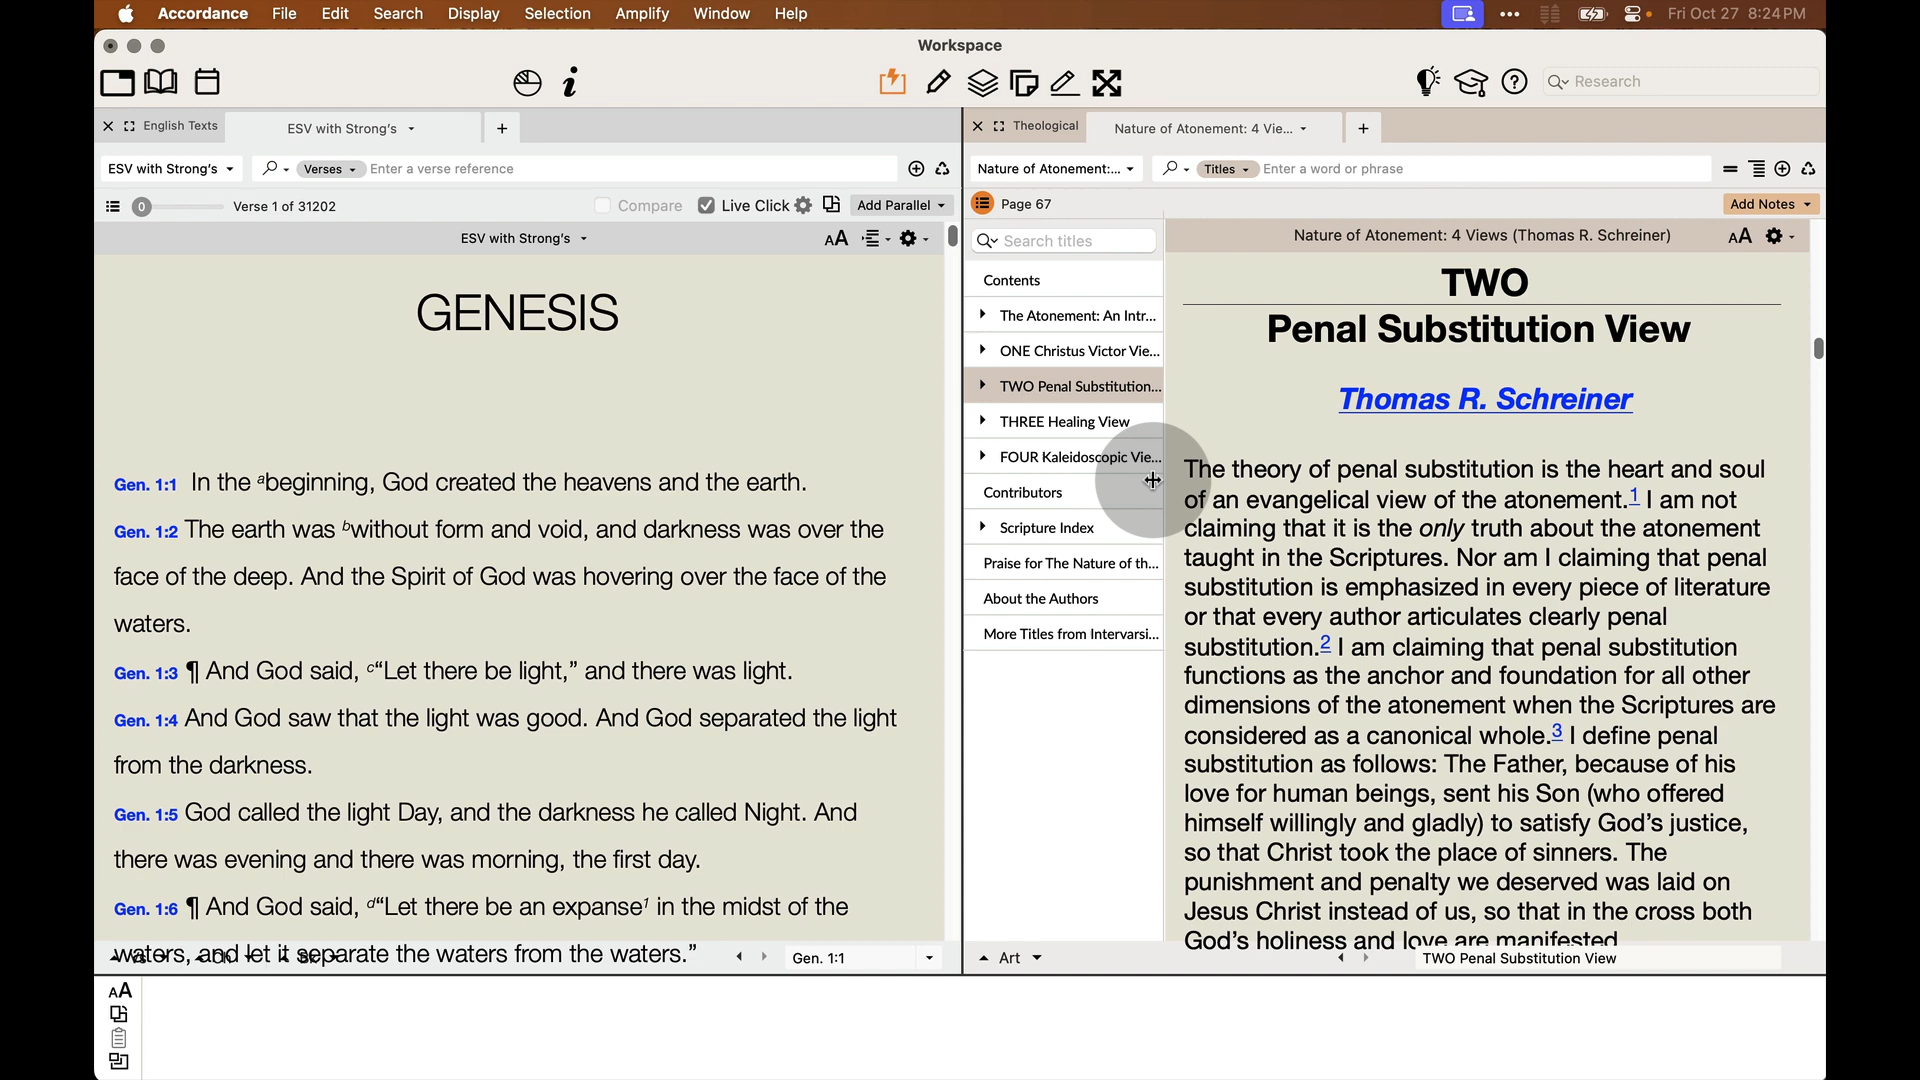 Accordance File Edit Search Display Selection Amplify Window Help Fri Oct 27 8:24 PM
Workspace
Research
English Texts ESV with Strong’s +
Theological Nature of Atonement: 4 Vie... +
ESV with Strong’s Verses Enter a verse reference
Nature of Atonement:... Titles Enter a word or phrase
0 Verse 1 of 31202 Compare Live Click Add Parallel
Page 67 Add Notes
ESV with Strong’s AA
GENESIS
Gen. 1:1 In the ᵃbeginning, God created the heavens and the earth.
Gen. 1:2 The earth was ᵇwithout form and void, and darkness was over the
face of the deep. And the Spirit of God was hovering over the face of the
waters.
Gen. 1:3 ¶ And God said, ᶜ“Let there be light,” and there was light.
Gen. 1:4 And God saw that the light was good. And God separated the light
from the darkness.
Gen. 1:5 God called the light Day, and the darkness he called Night. And
there was evening and there was morning, the first day.
Gen. 1:6 ¶ And God said, ᵈ“Let there be an expanse¹ in the midst of the
waters, and let it separate the waters from the waters.”
Gen. 1:1
Search titles
Contents
The Atonement: An Intr...
ONE Christus Victor Vie...
TWO Penal Substitution...
THREE Healing View
FOUR Kaleidoscopic Vie...
Contributors
Scripture Index
Praise for The Nature of th...
About the Authors
More Titles from Intervarsi...
Nature of Atonement: 4 Views (Thomas R. Schreiner) AA
TWO
Penal Substitution View
Thomas R. Schreiner
The theory of penal substitution is the heart and soul
of an evangelical view of the atonement.1 I am not
claiming that it is the only truth about the atonement
taught in the Scriptures. Nor am I claiming that penal
substitution is emphasized in every piece of literature
or that every author articulates clearly penal
substitution.2 I am claiming that penal substitution
functions as the anchor and foundation for all other
dimensions of the atonement when the Scriptures are
considered as a canonical whole.3 I define penal
substitution as follows: The Father, because of his
love for human beings, sent his Son (who offered
himself willingly and gladly) to satisfy God’s justice,
so that Christ took the place of sinners. The
punishment and penalty we deserved was laid on
Jesus Christ instead of us, so that in the cross both
God’s holiness and love are manifested
Art TWO Penal Substitution View
AA